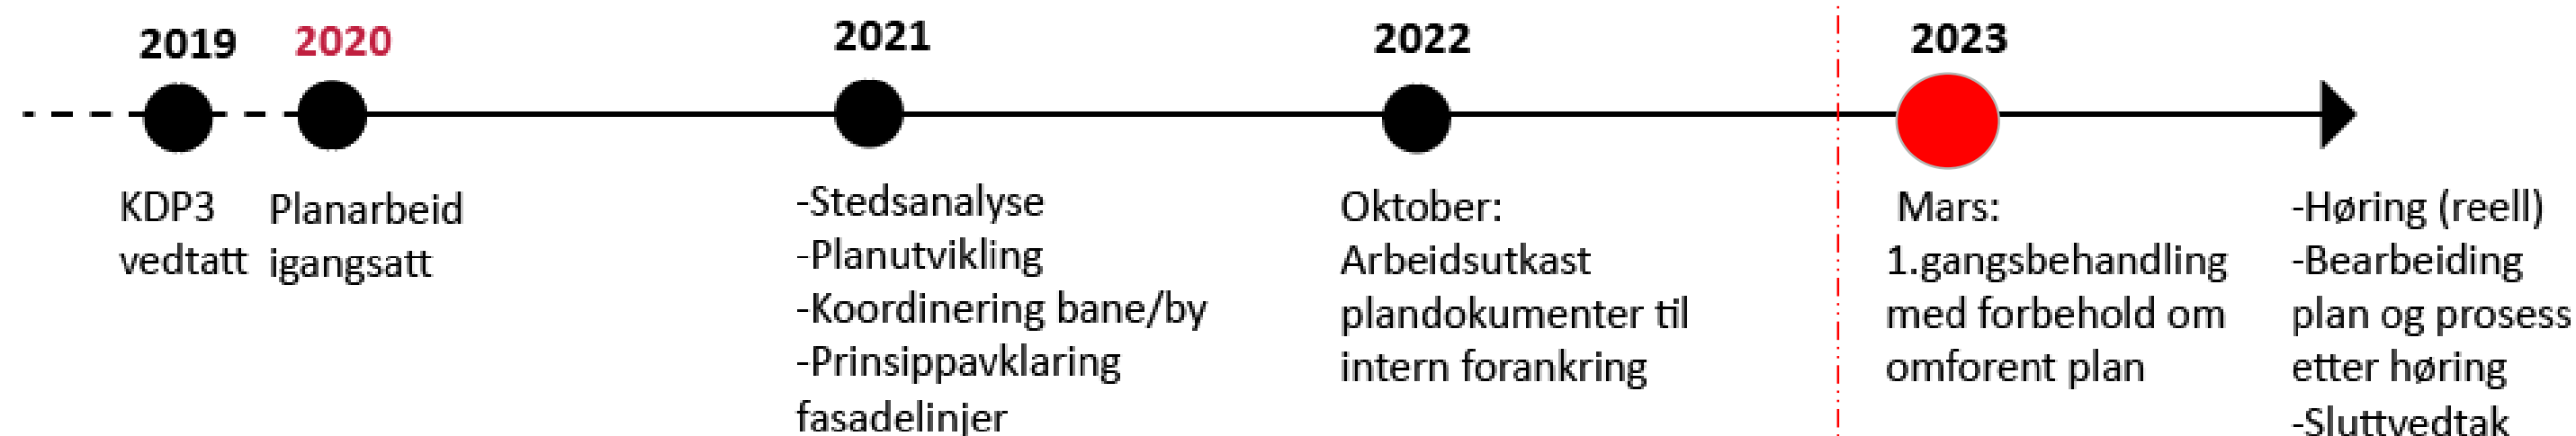 2019
KDP3
vedtatt
2020
Planarbeid
igangsatt
2021
-Stedsanalyse
-Planutvikling
-Koordinering bane/by
-Prinsippavklaring
fasadelinjer
2022
Oktober:
Arbeidsutkast
plandokumenter til
intern forankring
2023
Mars:
1.gangsbehandling
med forbehold om
omforent plan
-Høring (reell)
-Bearbeiding
plan og prosess
etter høring
-Sluttvedtak